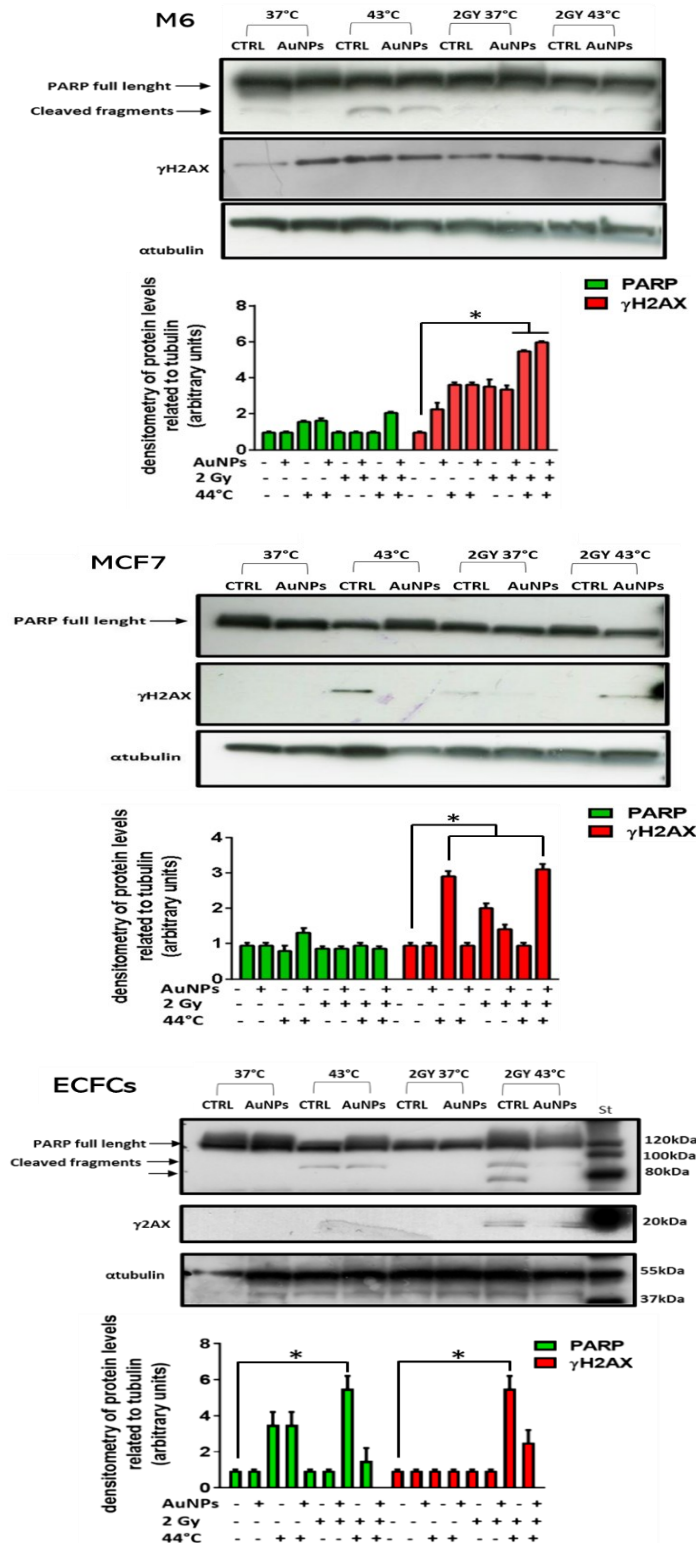 M6
37°C 43°C 2GY 37°C 2GY 43°C
CTRL AuNPs CTRL AuNPs CTRL AuNPs CTRL AuNPs
PARP full lenght
Cleaved fragments
γH2AX
αtubulin
PARP
γH2AX
densitometry of protein levels
related to tubulin
(arbitrary units)
8
6
4
2
0
*
AuNPs - + - + - + - + - + - + - + - +
2 Gy - - - - + + + + - - - - + + + +
44°C - - + + - - + + - - + + - - + +
MCF7
37°C 43°C 2GY 37°C 2GY 43°C
CTRL AuNPs CTRL AuNPs CTRL AuNPs CTRL AuNPs
PARP full lenght
γH2AX
αtubulin
PARP
γH2AX
densitometry of protein levels
related to tubulin
(arbitrary units)
4
3
2
1
0
*
AuNPs - + - + - + - + - + - + - + - +
2 Gy - - - - + + + + - - - - + + + +
44°C - - + + - - + + - - + + - - + +
ECFCs
37°C 43°C 2GY 37°C 2GY 43°C
CTRL AuNPs CTRL AuNPs CTRL AuNPs CTRL AuNPs St
PARP full lenght
Cleaved fragments
120kDa
100kDa
80kDa
γ2AX
20kDa
αtubulin
55kDa
37kDa
PARP
γH2AX
densitometry of protein levels
related to tubulin
(arbitrary units)
8
6
4
2
0
* *
AuNPs - + - + - + - + - + - + - + - +
2 Gy - - - - + + + + - - - - + + + +
44°C - - + + - - + + - - + + - - + +